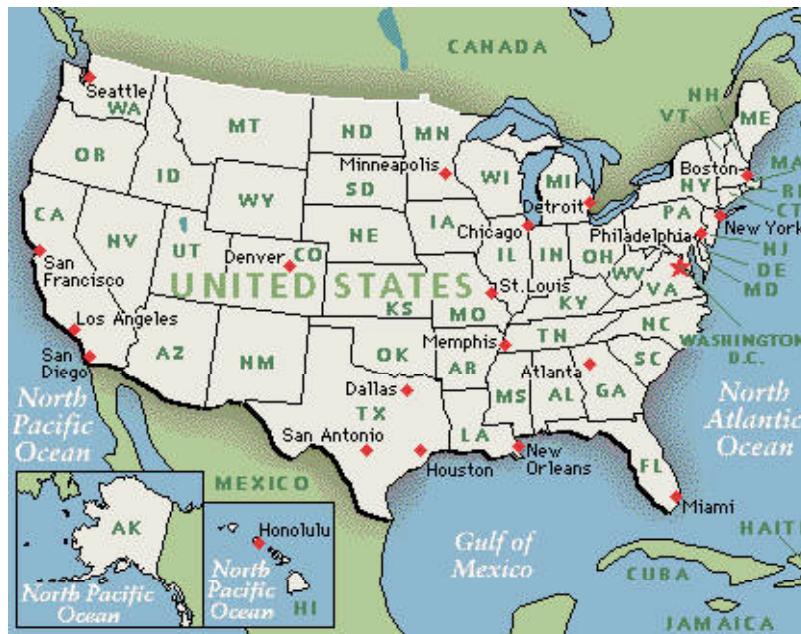 CANADA
NH
VT
ME
Seattle
WA
MT
ND
MN
OR
ID
Minneapolis
WI
MI
Boston
MA
NY
RI
SD
WY
Detroit
CT
CA
IA
PA
New York
NV
NE
Chicago
Philadelphia
NJ
UT
Denver
CO
IL
IN
OH
WV
DE
San
Francisco
UNITED STATES
St.Louis
VA
MD
KS
MO
KY
Los Angeles
NC
WASHINGTON
D.C.
San
Diego
AZ
NM
OK
Memphis
TN
AR
SC
Atlanta
Dallas
MS
AL
GA
North
Pacific
Ocean
North
Atlantic
Ocean
TX
San Antonio
LA
Houston
New
Orleans
FL
MEXICO
Miami
AK
Honolulu
Gulf of
Mexico
HAITI
CUBA
North Pacific
Ocean
North
Pacific
Ocean
HI
JAMAICA